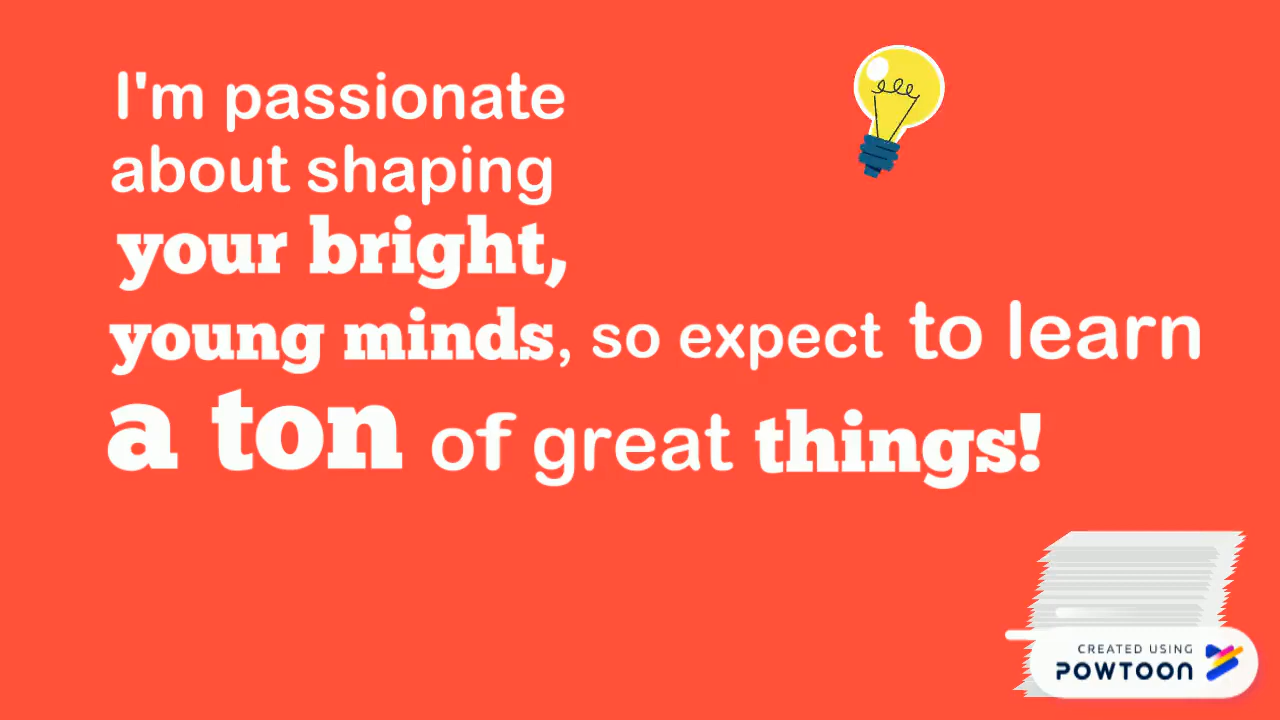 I'm passionate
about shaping
your bright,
young minds, so expect to learn
a ton of great things!
CREATED USING
POWTOON